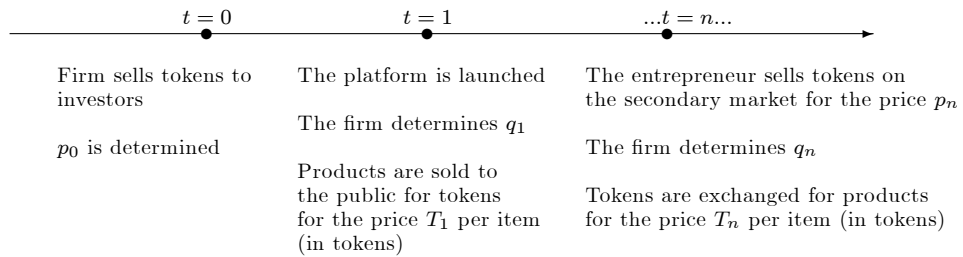 t = 0
t = 1
...t = n...
Firm sells tokens to
investors
p₀ is determined
The platform is launched
The firm determines q₁
Products are sold to
the public for tokens
for the price T₁ per item
(in tokens)
The entrepreneur sells tokens on
the secondary market for the price pₙ
The firm determines qₙ
Tokens are exchanged for products
for the price Tₙ per item (in tokens)